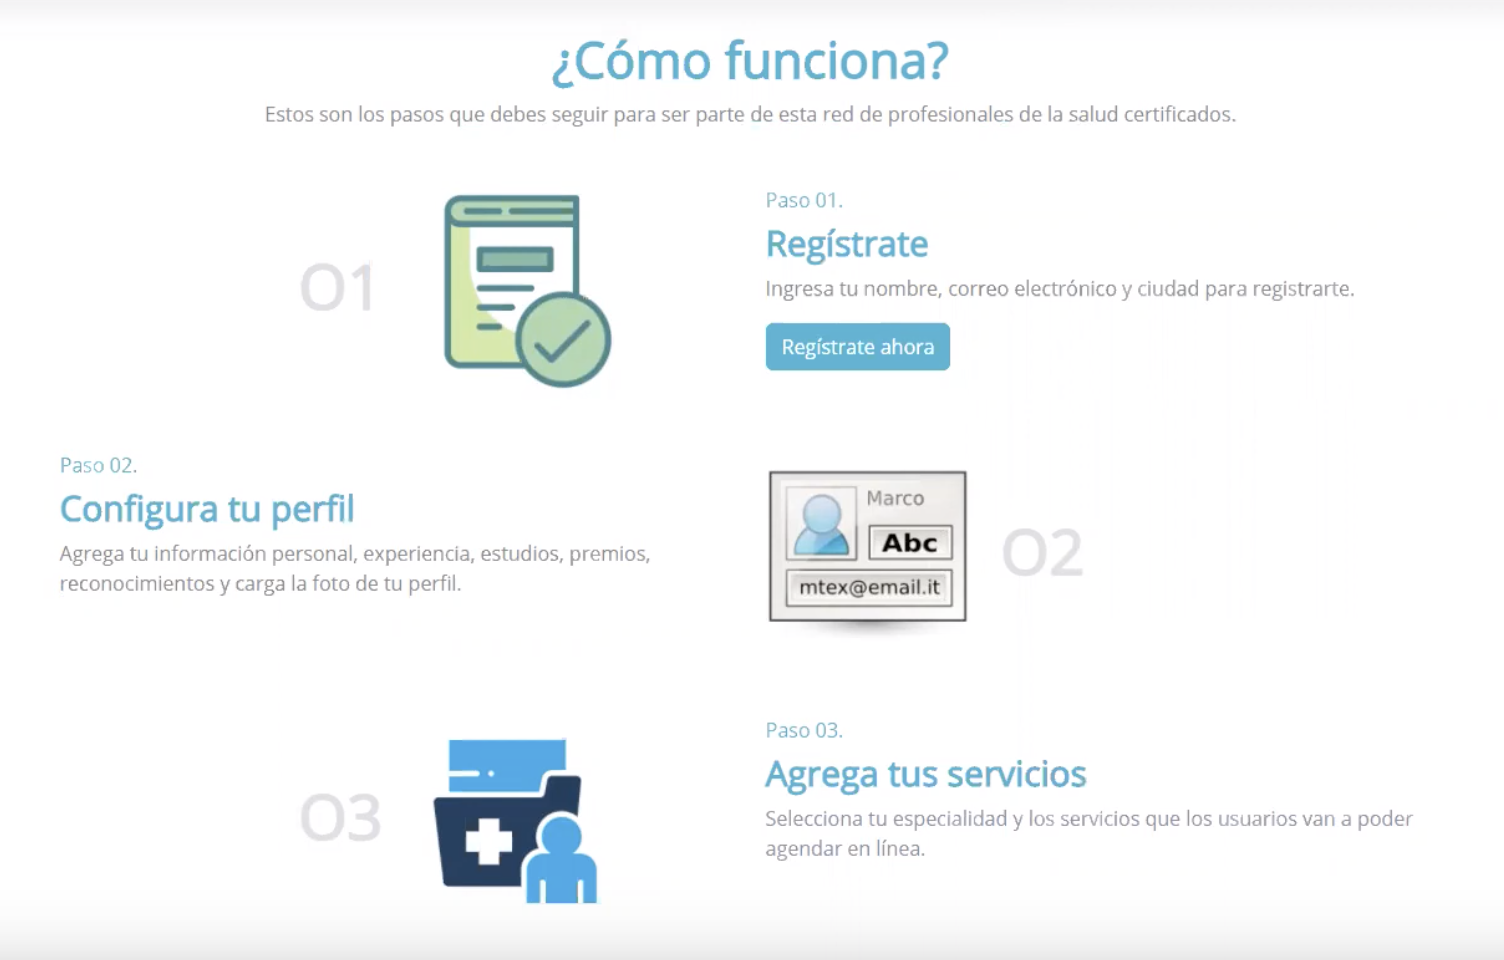 ¿Cómo funciona?
Estos son los pasos que debes seguir para ser parte de esta red de profesionales de la salud certificados.
01
Paso 01.
Regístrate
Ingresa tu nombre, correo electrónico y ciudad para registrarte.
Regístrate ahora
Paso 02.
Configura tu perfil
Agrega tu información personal, experiencia, estudios, premios,
reconocimientos y carga la foto de tu perfil.
Marco
Abc
mtex@email.it
02
03
Paso 03.
Agrega tus servicios
Selecciona tu especialidad y los servicios que los usuarios van a poder
agendar en línea.